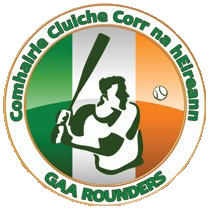 Comhairle Cluiche Corr na hÉireann
GAA ROUNDERS